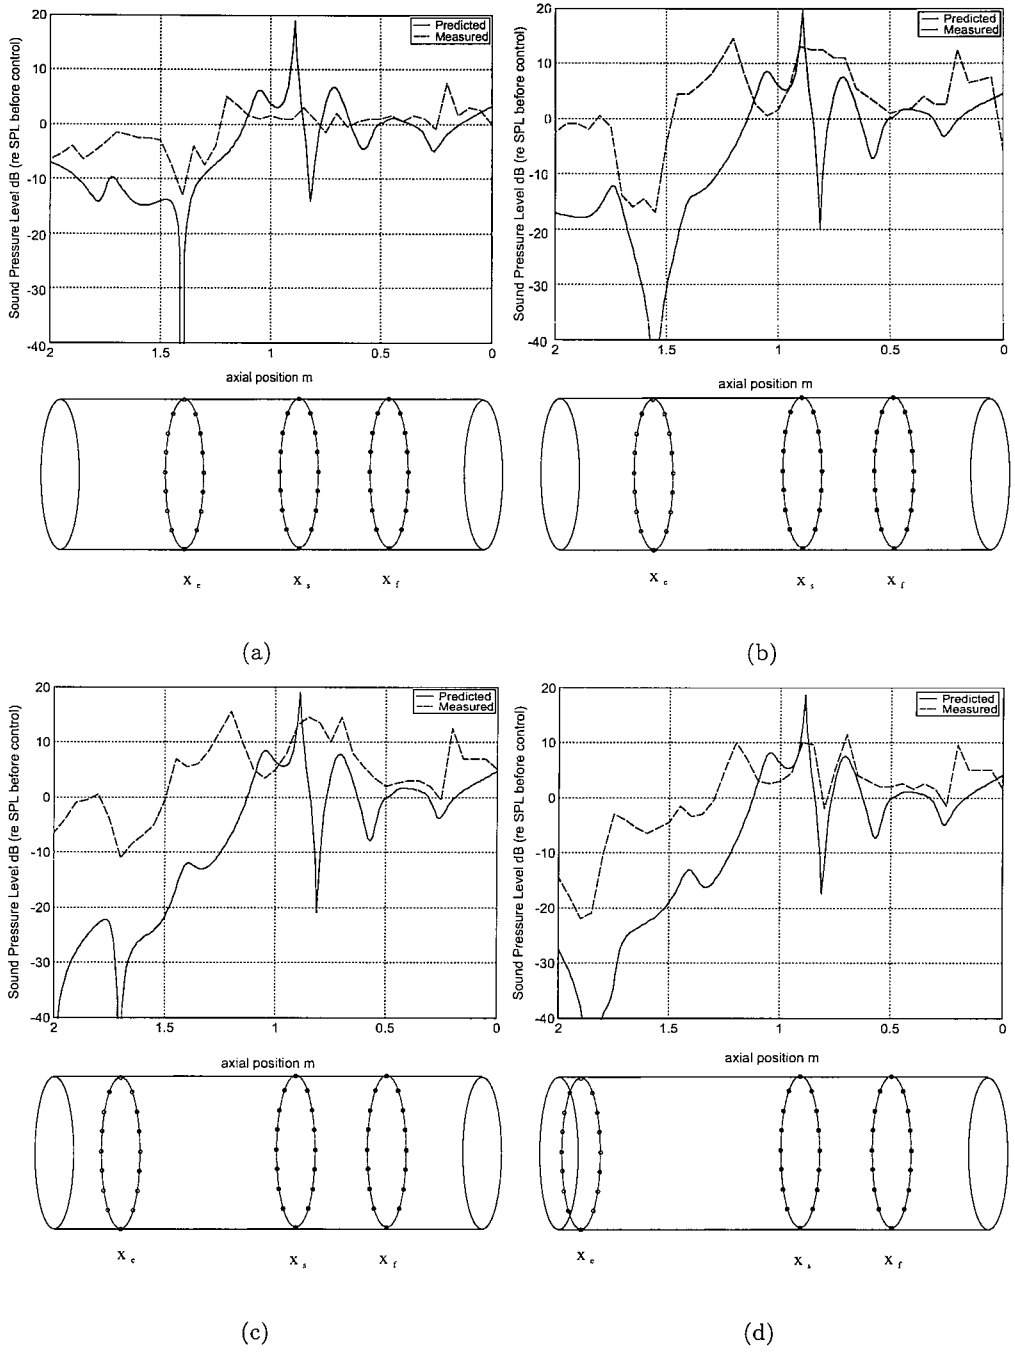 Sound Pressure Level dB (re SPL before control)
20
10
0
-10
-20
-30
-40
2
1.5
1
0.5
0
axial position m
Predicted
Measured
x e
x s
x f
(a)
Sound Pressure Level dB (re SPL before control)
20
10
0
-10
-20
-30
-40
2
1.5
1
0.5
0
axial position m
Predicted
Measured
x e
x s
x f
(b)
Sound Pressure Level dB (re SPL before control)
20
10
0
-10
-20
-30
-40
2
1.5
1
0.5
0
axial position m
Predicted
Measured
x e
x s
x f
(c)
Sound Pressure Level dB (re SPL before control)
20
10
0
-10
-20
-30
-40
2
1.5
1
0.5
0
axial position m
Predicted
Measured
x e
x s
x f
(d)